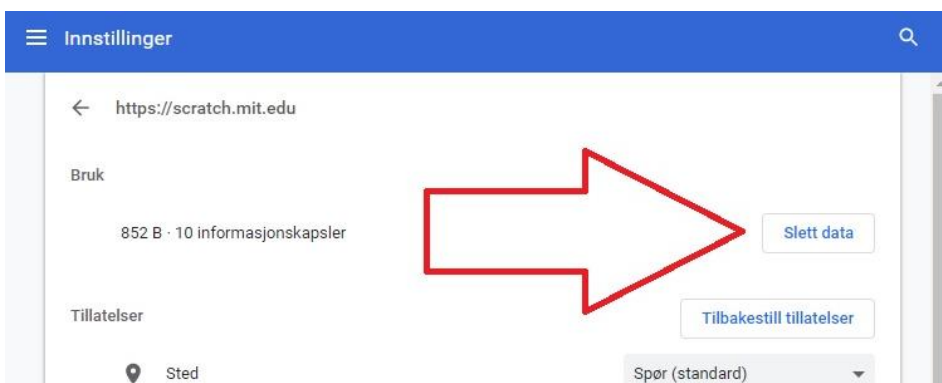 Innstillinger
https://scratch.mit.edu
Bruk
852 B · 10 informasjonskapsler
Slett data
Tillatelser
Tilbakestill tillatelser
Sted
Spør (standard)